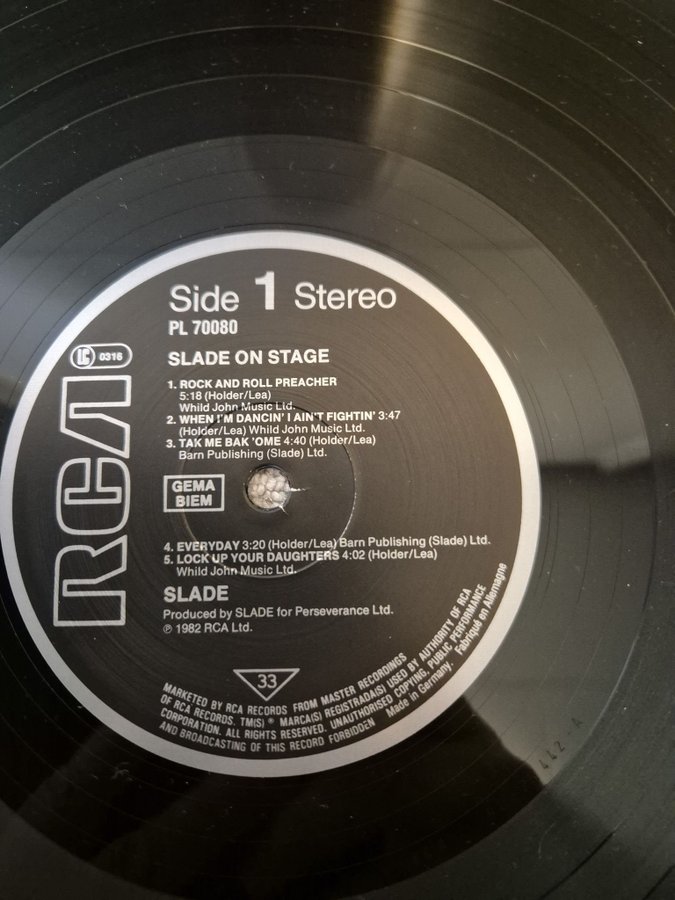 Side 1 Stereo
PL 70080
LC 0316
SLADE ON STAGE
1. ROCK AND ROLL PREACHER
5:18 (Holder/Lea)
Whild John Music Ltd.
2. WHEN I'M DANCIN' I AIN'T FIGHTIN' 3:47
(Holder/Lea) Whild John Music Ltd.
3. TAK ME BAK 'OME 4:40 (Holder/Lea)
Barn Publishing (Slade) Ltd.
RCA
GEMA
BIEM
4. EVERYDAY 3:20 (Holder/Lea) Barn Publishing (Slade) Ltd.
5. LOCK UP YOUR DAUGHTERS 4:02 (Holder/Lea)
Whild John Music Ltd.
SLADE
Produced by SLADE for Perseverance Ltd.
℗ 1982 RCA Ltd.
33
MARKETED BY RCA RECORDS FROM MASTER RECORDINGS
OF RCA RECORDS. TM(S) ® MARCA(S) REGISTRADA(S) USED BY AUTHORITY OF RCA
CORPORATION. ALL RIGHTS RESERVED. UNAUTHORISED COPYING, PUBLIC PERFORMANCE
AND BROADCASTING OF THIS RECORD FORBIDDEN Made in Germany. Fabriqué en Allemagne
442-A